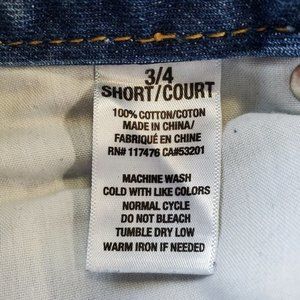 3/4
SHORT/COURT
100% COTTON/COTON
MADE IN CHINA/
FABRIQUÉ EN CHINE
RN# 117476 CA#53201
MACHINE WASH
COLD WITH LIKE COLORS
NORMAL CYCLE
DO NOT BLEACH
TUMBLE DRY LOW
WARM IRON IF NEEDED